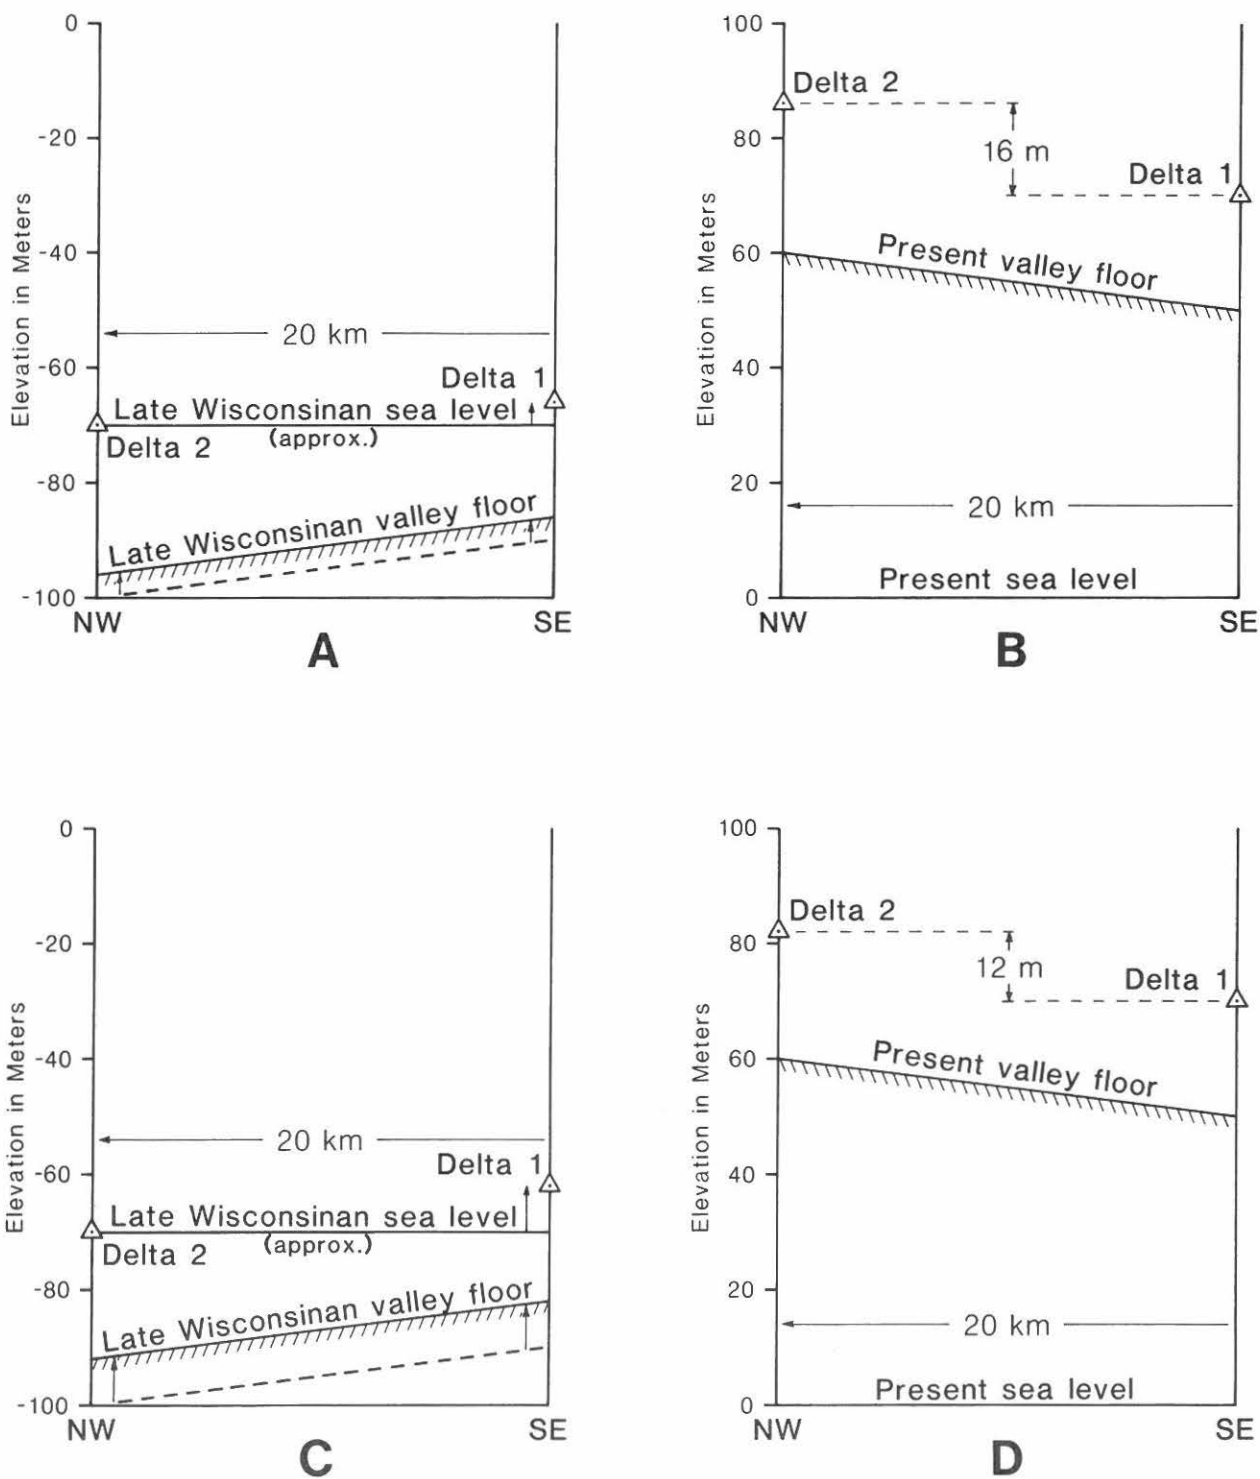 0
-20
-40
-60
-80
-100
Elevation in Meters
20 km
Delta 1
Late Wisconsinan sea level
(approx.)
Delta 2
Late Wisconsinan valley floor
NW
SE
A
100
80
60
40
20
0
Elevation in Meters
Delta 2
16 m
Delta 1
Present valley floor
20 km
Present sea level
NW
SE
B
0
-20
-40
-60
-80
-100
Elevation in Meters
20 km
Delta 1
Late Wisconsinan sea level
(approx.)
Delta 2
Late Wisconsinan valley floor
NW
SE
C
100
80
60
40
20
0
Elevation in Meters
Delta 2
12 m
Delta 1
Present valley floor
20 km
Present sea level
NW
SE
D